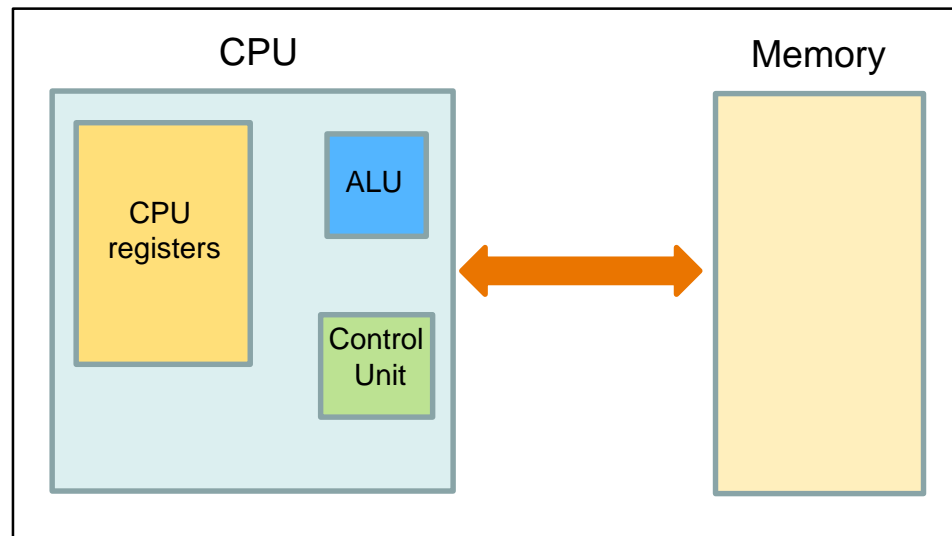 CPU
Memory
CPU
registers
ALU
Control
Unit